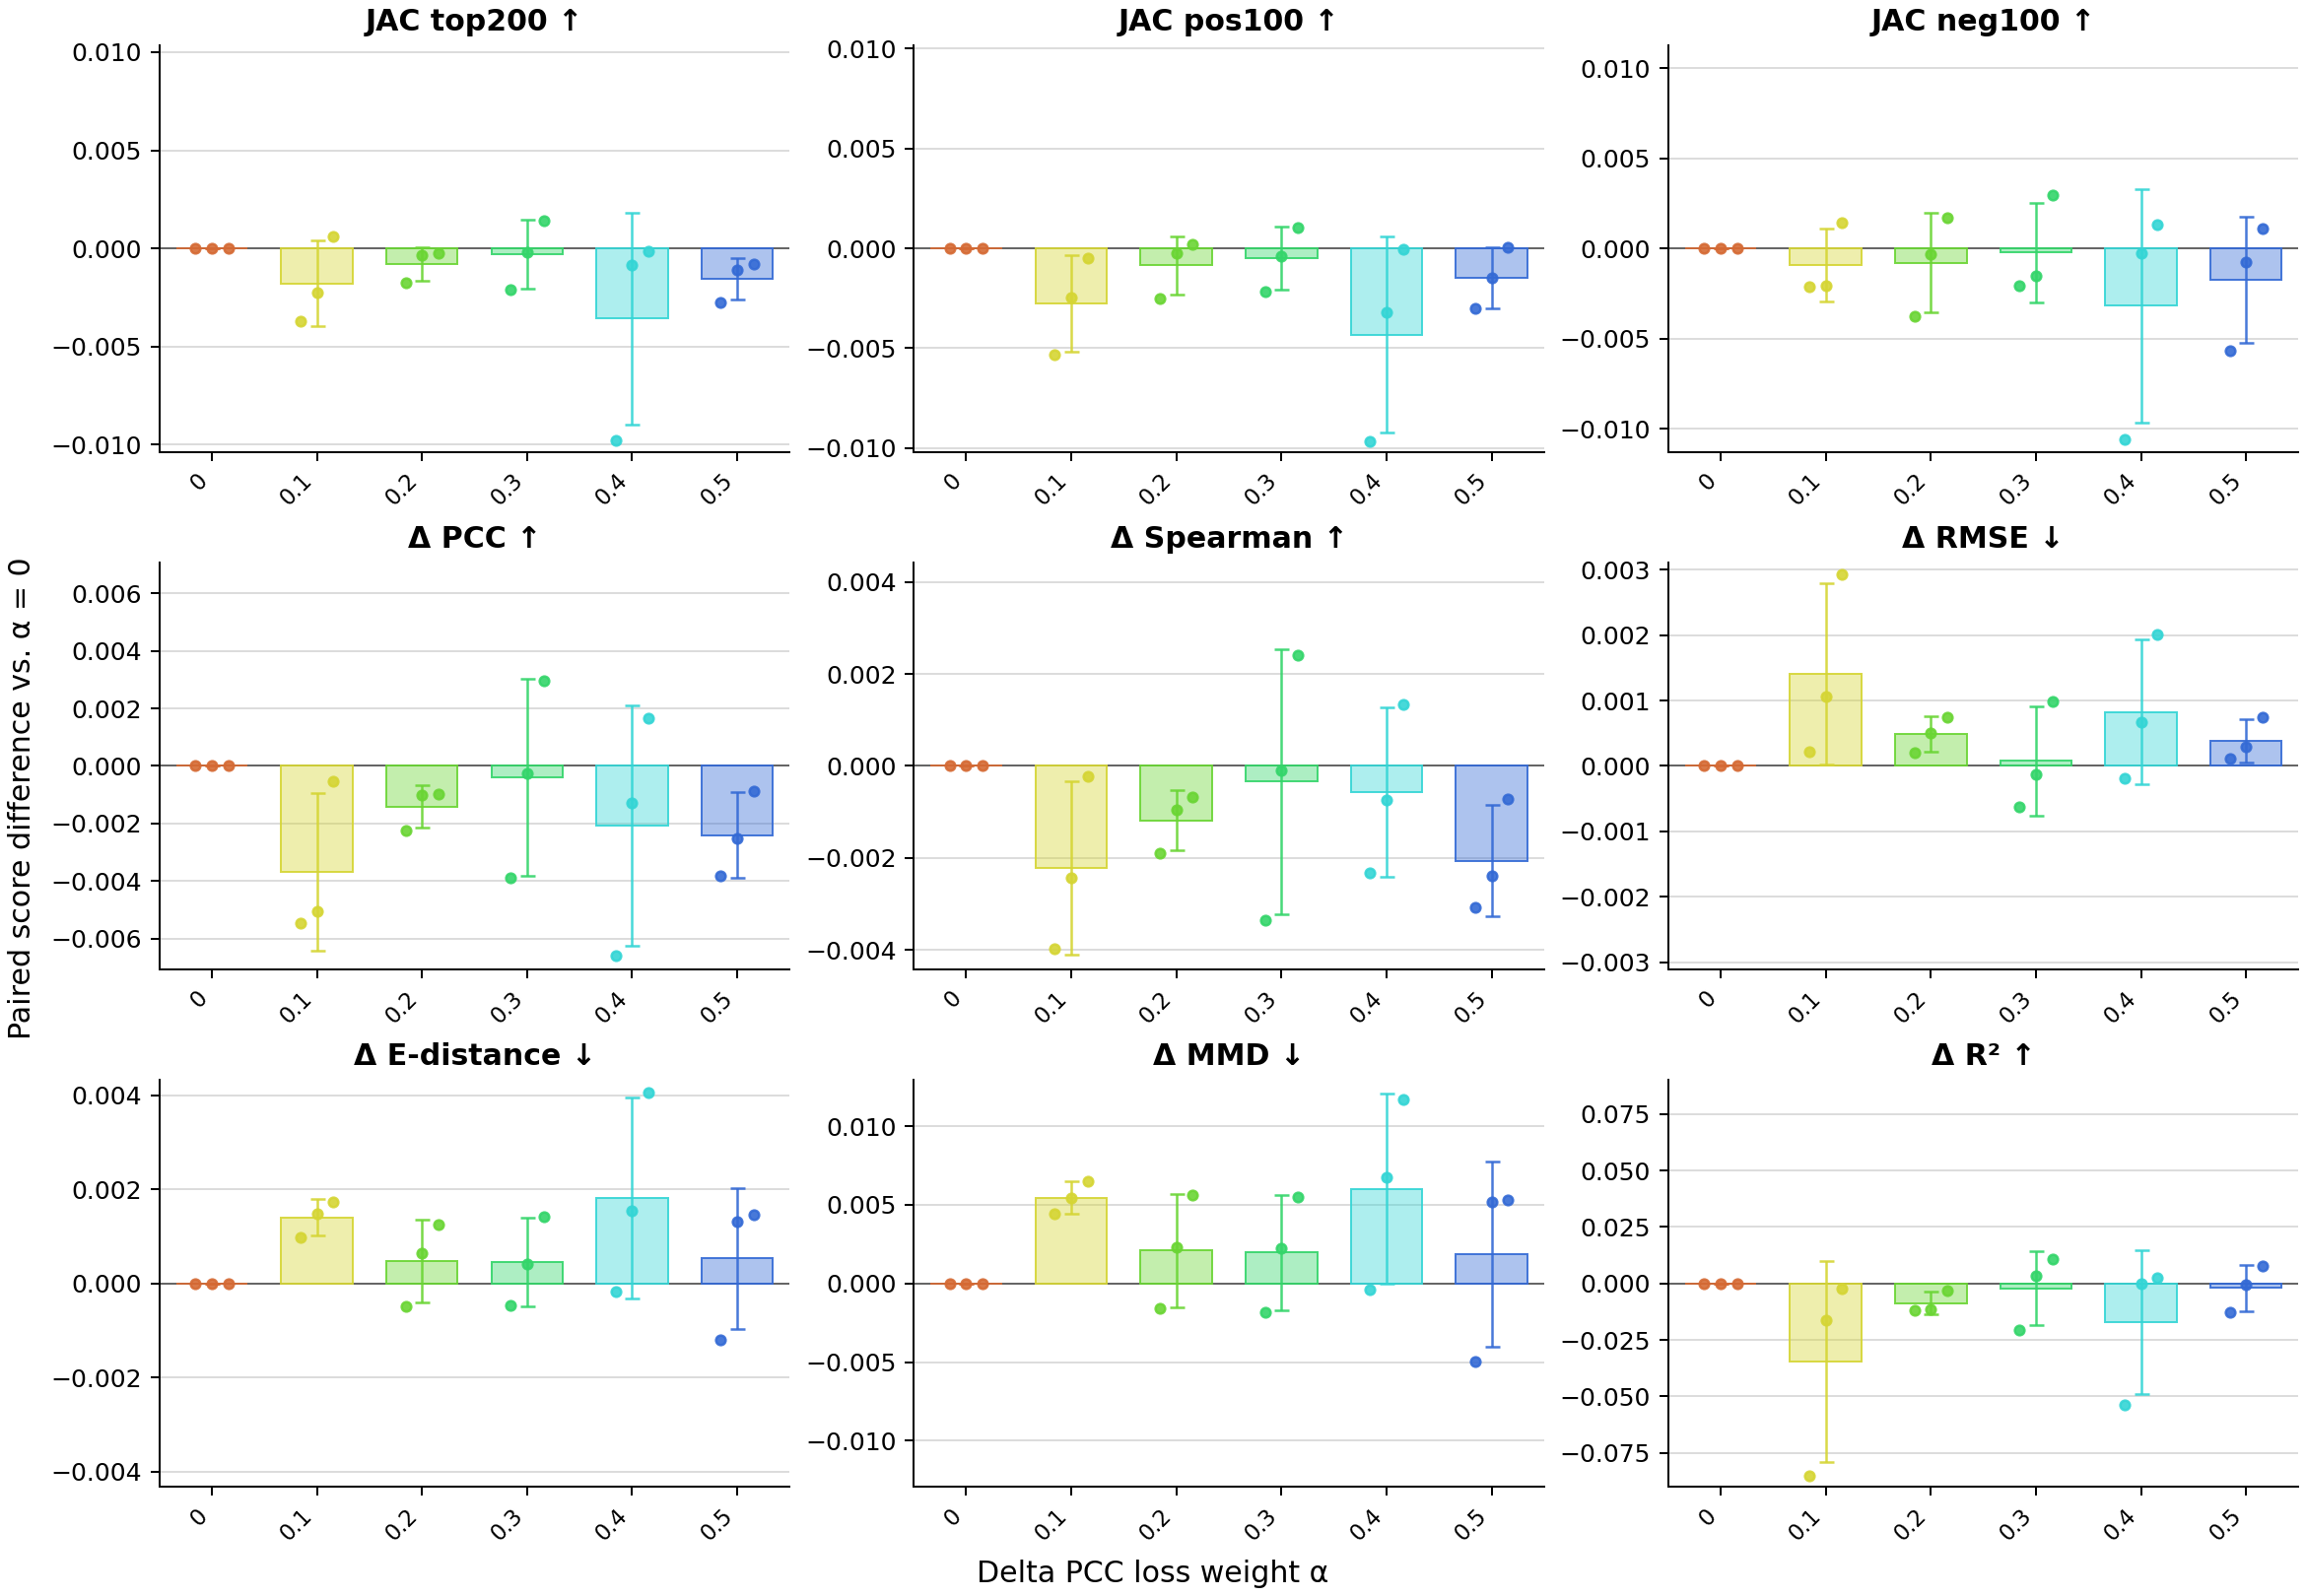 JAC top200 ↑
0.010
0.005
0.000
−0.005
−0.010
0 0.1 0.2 0.3 0.4 0.5
JAC pos100 ↑
0.010
0.005
0.000
−0.005
−0.010
0 0.1 0.2 0.3 0.4 0.5
JAC neg100 ↑
0.010
0.005
0.000
−0.005
−0.010
0 0.1 0.2 0.3 0.4 0.5
Paired score difference vs. α = 0
Δ PCC ↑
0.006
0.004
0.002
0.000
−0.002
−0.004
−0.006
0 0.1 0.2 0.3 0.4 0.5
Δ Spearman ↑
0.004
0.002
0.000
−0.002
−0.004
0 0.1 0.2 0.3 0.4 0.5
Δ RMSE ↓
0.003
0.002
0.001
0.000
−0.001
−0.002
−0.003
0 0.1 0.2 0.3 0.4 0.5
Δ E-distance ↓
0.004
0.002
0.000
−0.002
−0.004
0 0.1 0.2 0.3 0.4 0.5
Δ MMD ↓
0.010
0.005
0.000
−0.005
−0.010
0 0.1 0.2 0.3 0.4 0.5
Δ R² ↑
0.075
0.050
0.025
0.000
−0.025
−0.050
−0.075
0 0.1 0.2 0.3 0.4 0.5
Delta PCC loss weight α